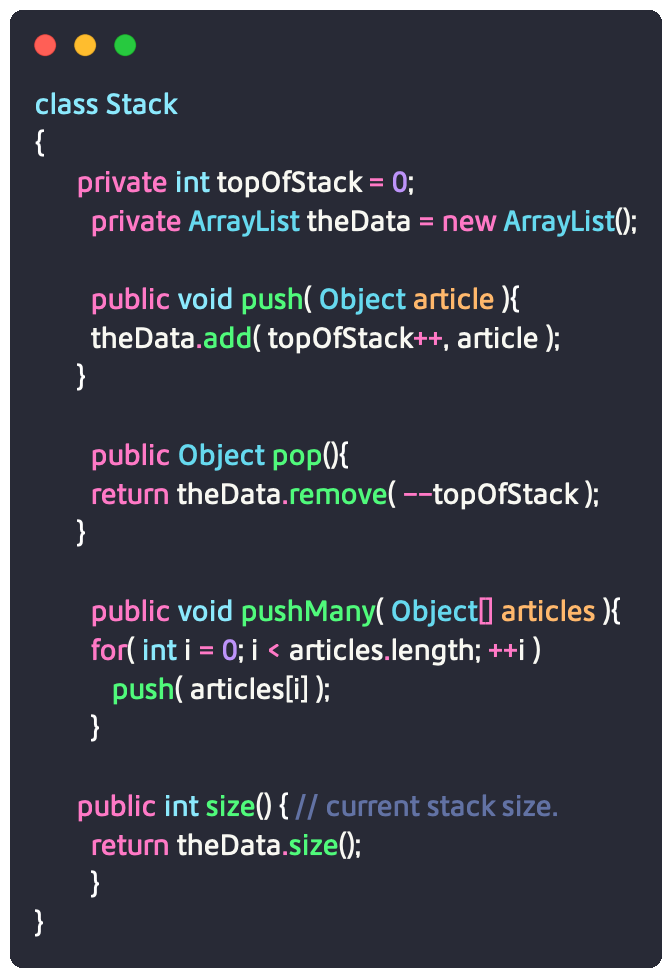 class Stack
{
private int topOfStack = 0;
private ArrayList theData = new ArrayList();
public void push( Object article ){
theData.add( topOfStack++, article );
}
public Object pop(){
return theData.remove( --topOfStack );
}
public void pushMany( Object[] articles ){
for( int i = 0; i < articles.length; ++i )
push( articles[i] );
}
public int size() { // current stack size.
return theData.size();
}
}